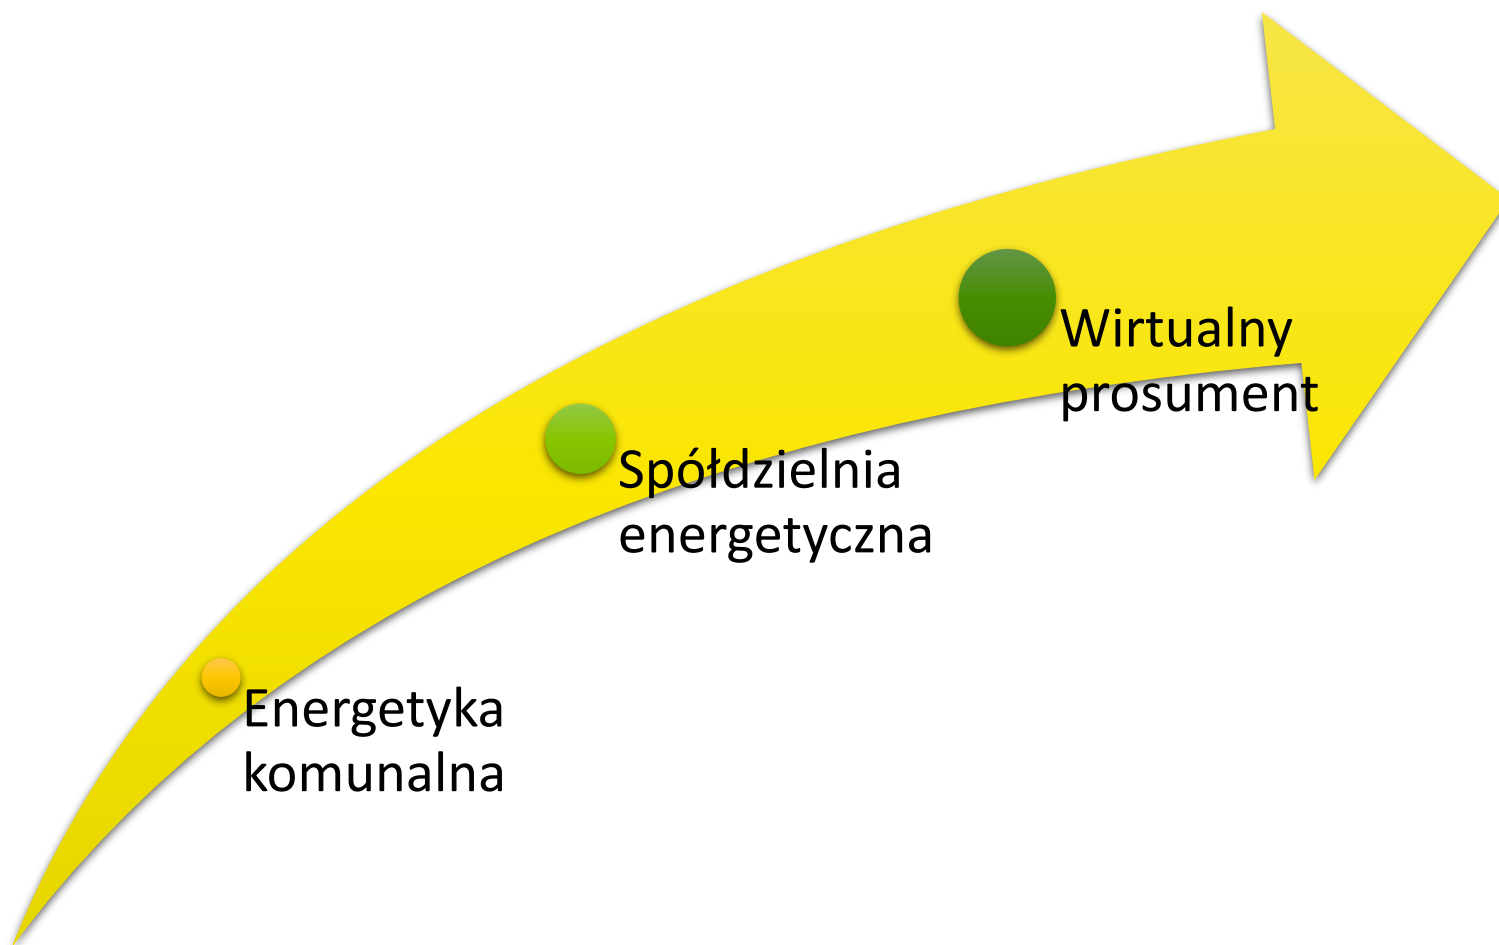 Wirtualny
prosument
Spółdzielnia
energetyczna
Energetyka
komunalna